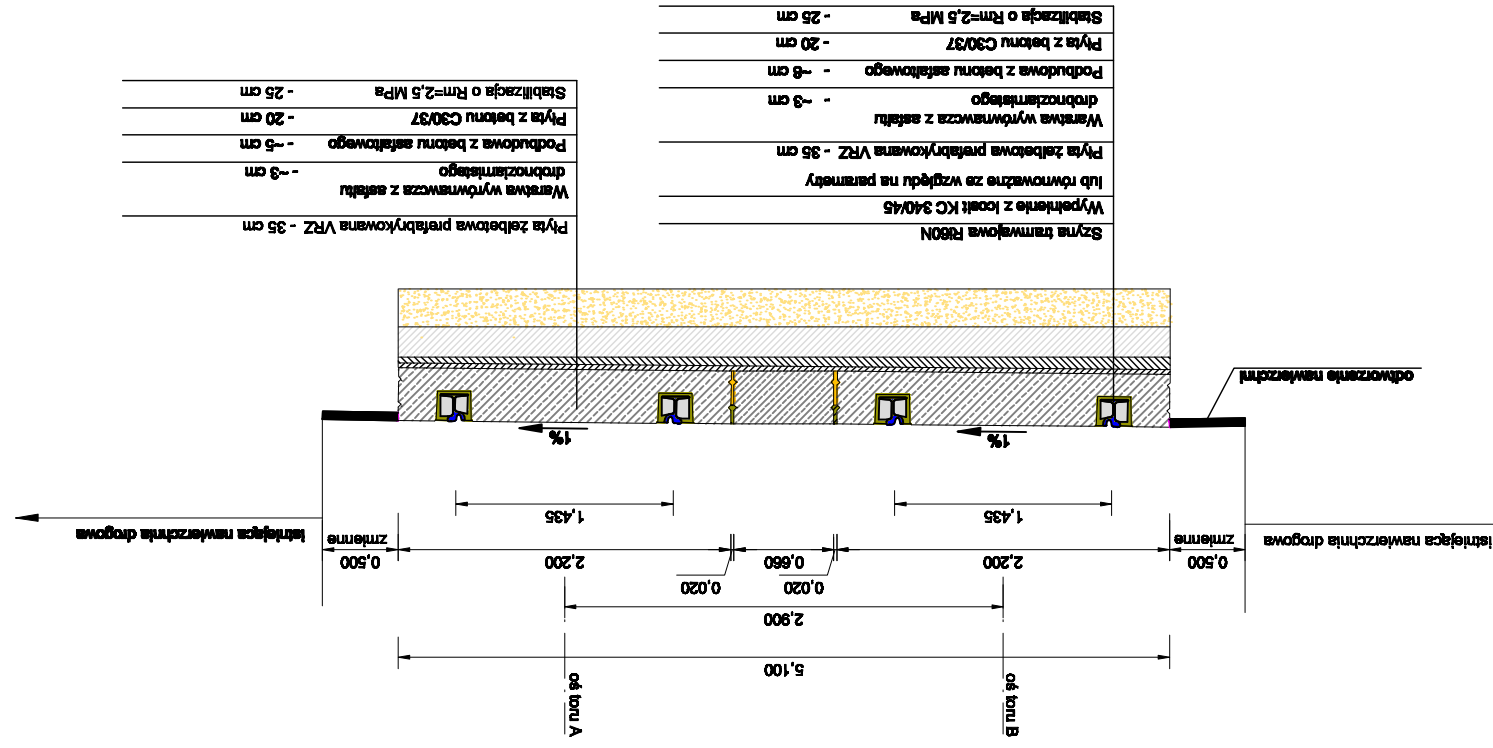 oś toru B
oś toru A
5,100
2,900
0,020
0,020
0,500
2,200
0,660
2,200
0,500
zmienne
zmienne
istniejąca nawierzchnia drogowa
istniejąca nawierzchnia drogowa
1,435
1,435
1%
1%
odtworzenie nawierzchni
Szyna tramwajowa Ri60N
Wypełnienie z Icosit KC 340/45
lub równoważne ze względu na parametry
Płyta żelbetowa prefabrykowana VRZ - 35 cm
Warstwa wyrównawcza z asfaltu
drobnoziarnistego - ~3 cm
Podbudowa z betonu asfaltowego - ~6 cm
Płyta z betonu C30/37 - 20 cm
Stabilizacja o Rm=2,5 MPa - 25 cm
Płyta żelbetowa prefabrykowana VRZ - 35 cm
Warstwa wyrównawcza z asfaltu
drobnoziarnistego - ~3 cm
Podbudowa z betonu asfaltowego - ~5 cm
Płyta z betonu C30/37 - 20 cm
Stabilizacja o Rm=2,5 MPa - 25 cm